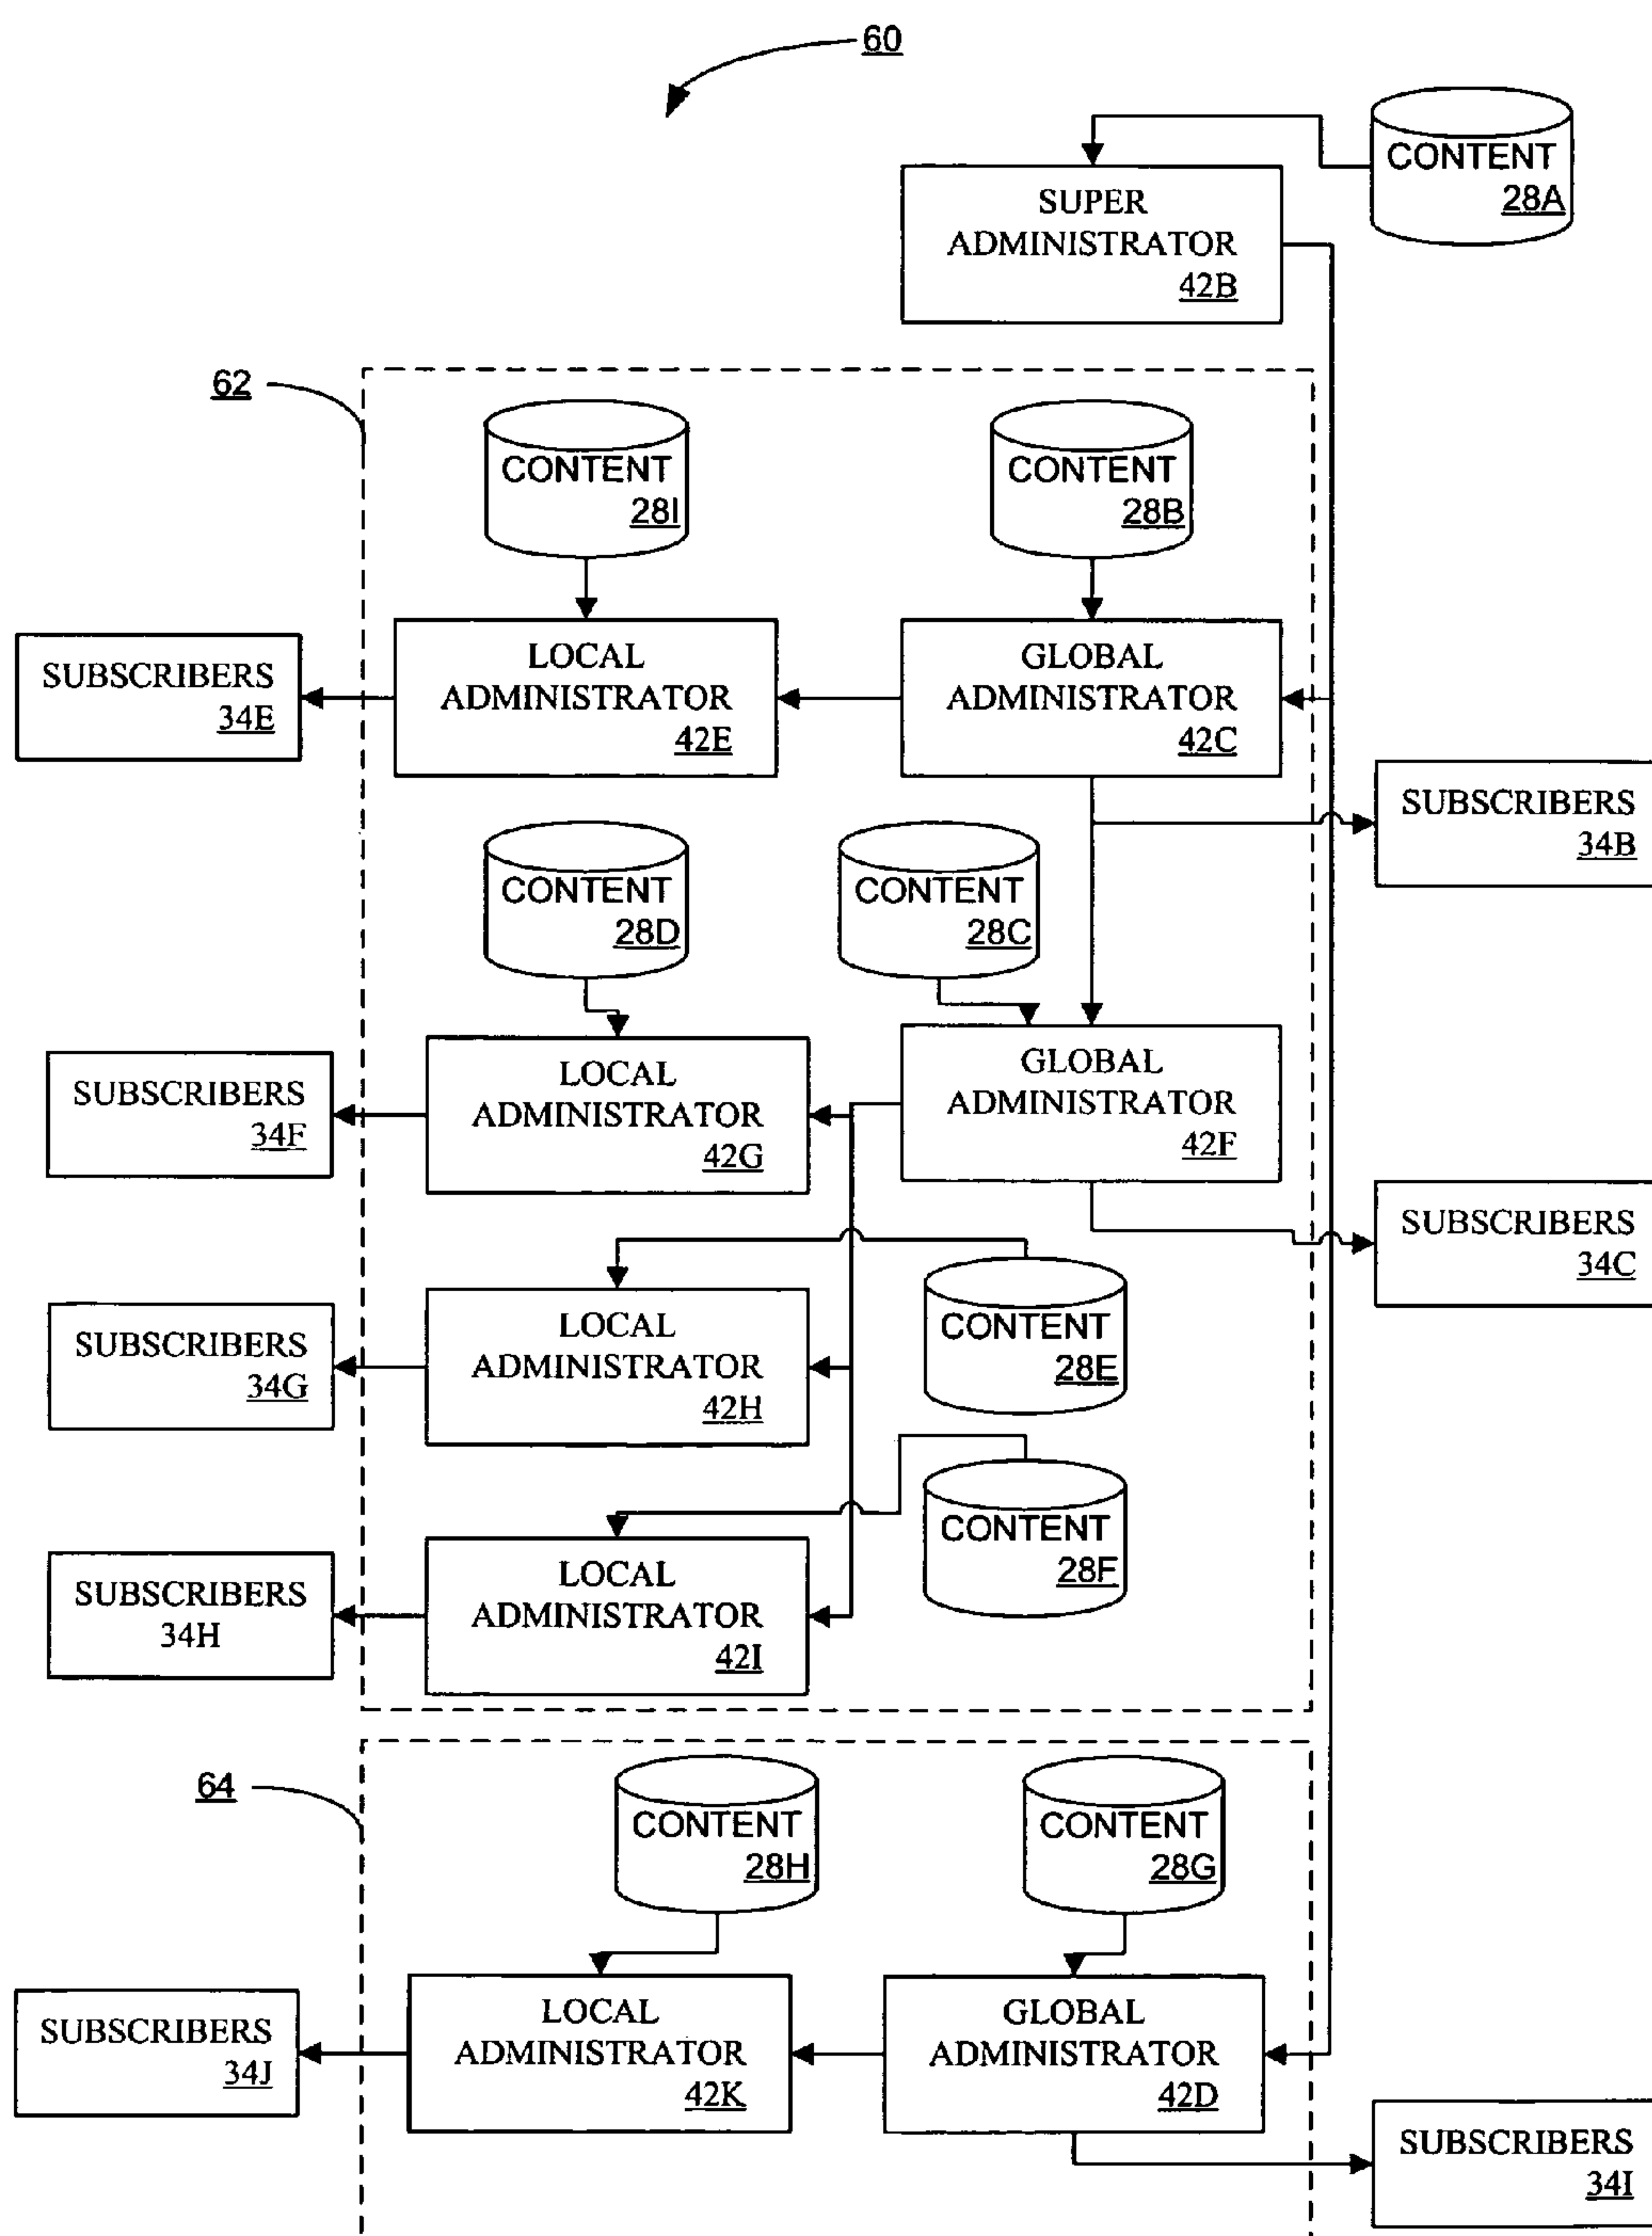 60
CONTENT
28A
SUPER
ADMINISTRATOR
42B
62
CONTENT
28I
CONTENT
28B
SUBSCRIBERS
34E
LOCAL
ADMINISTRATOR
42E
GLOBAL
ADMINISTRATOR
42C
SUBSCRIBERS
34B
CONTENT
28D
CONTENT
28C
SUBSCRIBERS
34F
LOCAL
ADMINISTRATOR
42G
GLOBAL
ADMINISTRATOR
42F
SUBSCRIBERS
34C
SUBSCRIBERS
34G
LOCAL
ADMINISTRATOR
42H
CONTENT
28E
CONTENT
28F
SUBSCRIBERS
34H
LOCAL
ADMINISTRATOR
42I
64
CONTENT
28H
CONTENT
28G
SUBSCRIBERS
34J
LOCAL
ADMINISTRATOR
42K
GLOBAL
ADMINISTRATOR
42D
SUBSCRIBERS
34I